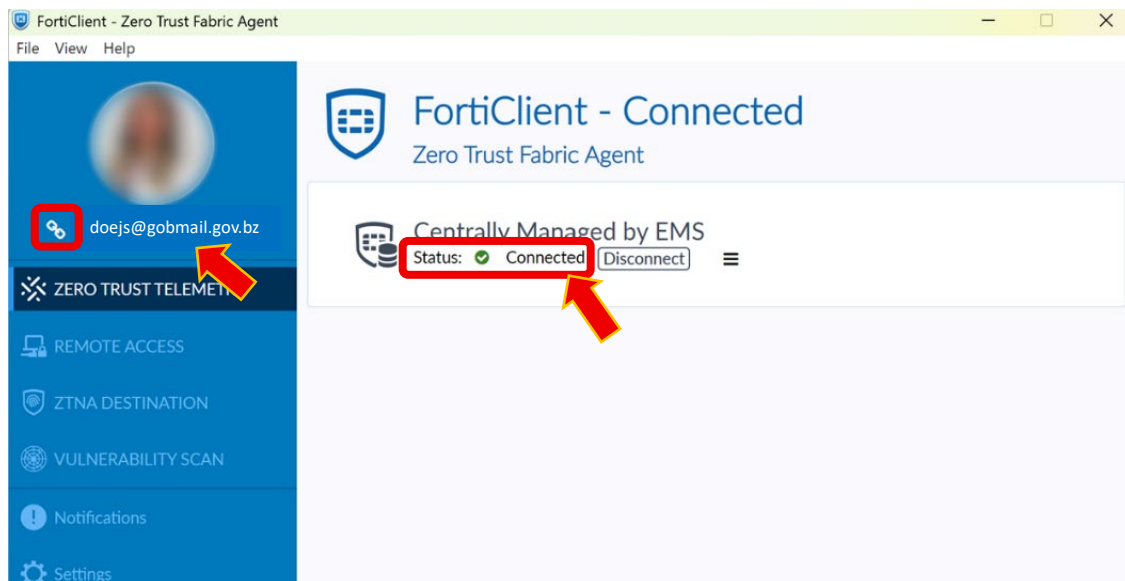 FortiClient - Zero Trust Fabric Agent
File View Help
doejs@gobmail.gov.bz
ZERO TRUST TELEMET
REMOTE ACCESS
ZTNA DESTINATION
VULNERABILITY SCAN
Notifications
Settings
FortiClient - Connected
Zero Trust Fabric Agent
Centrally Managed by EMS
Status: Connected Disconnect